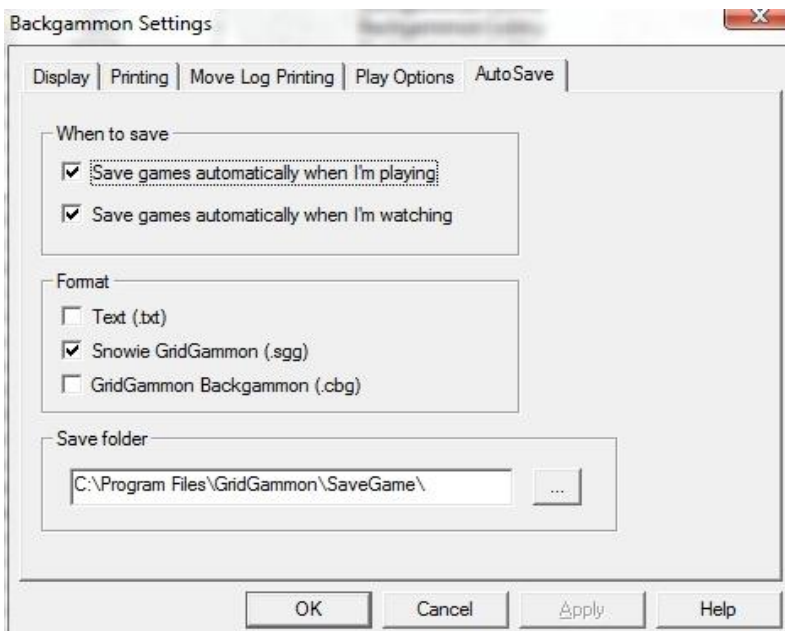 Backgammon Settings
Display Printing Move Log Printing Play Options AutoSave
When to save
Save games automatically when I'm playing
Save games automatically when I'm watching
Format
Text (.txt)
Snowie GridGammon (.sgg)
GridGammon Backgammon (.cbg)
Save folder
C:\Program Files\GridGammon\SaveGame\
...
OK Cancel Apply Help